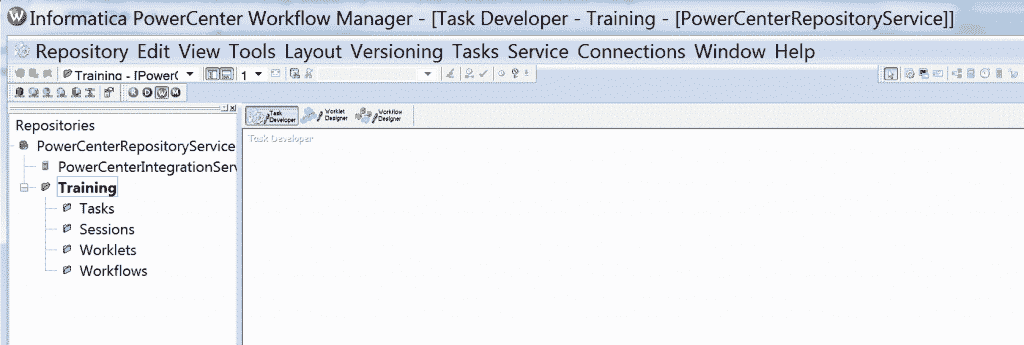 Informatica PowerCenter Workflow Manager - [Task Developer - Training - [PowerCenterRepositoryService]]
Repository Edit View Tools Layout Versioning Tasks Service Connections Window Help
Training - [Power( 1
Task Developer Worklet Designer Workflow Designer
Repositories
Task Developer
PowerCenterRepositoryService
PowerCenterIntegrationServ
Training
Tasks
Sessions
Worklets
Workflows